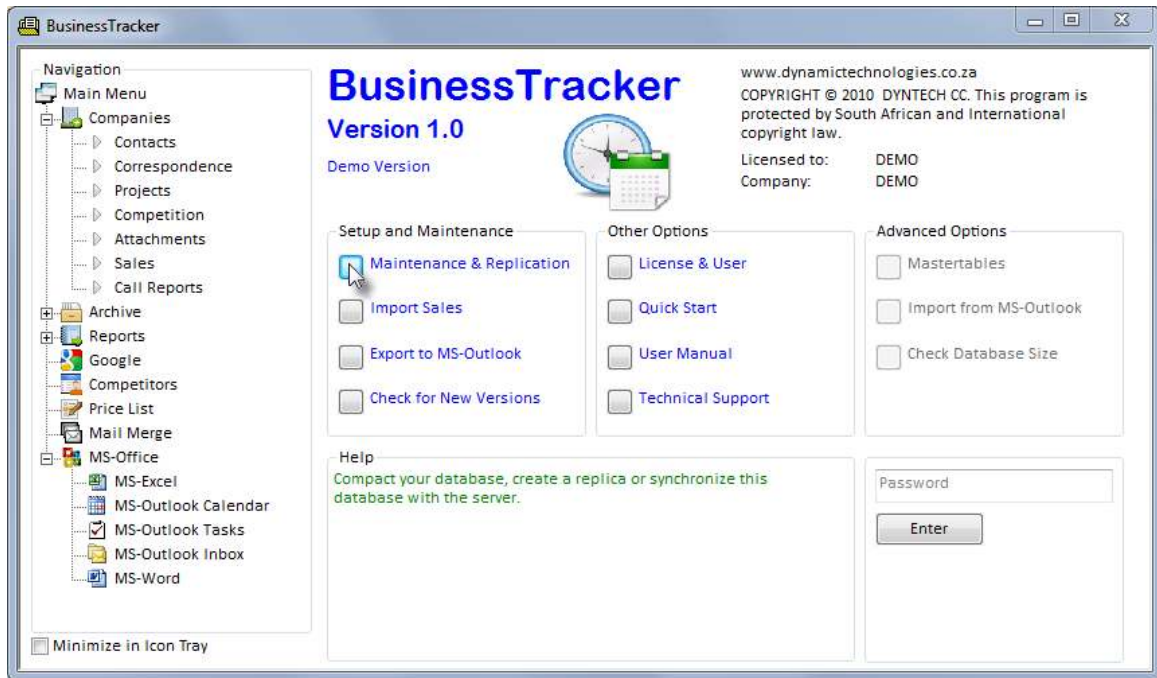 BusinessTracker
Navigation
Main Menu
Companies
Contacts
Correspondence
Projects
Competition
Attachments
Sales
Call Reports
Archive
Reports
Google
Competitors
Price List
Mail Merge
MS-Office
MS-Excel
MS-Outlook Calendar
MS-Outlook Tasks
MS-Outlook Inbox
MS-Word
Minimize in Icon Tray
BusinessTracker
Version 1.0
Demo Version
www.dynamictechnologies.co.za
COPYRIGHT © 2010 DYNTECH CC. This program is
protected by South African and International
copyright law.
Licensed to: DEMO
Company: DEMO
Setup and Maintenance
Maintenance & Replication
Import Sales
Export to MS-Outlook
Check for New Versions
Other Options
License & User
Quick Start
User Manual
Technical Support
Advanced Options
Mastertables
Import from MS-Outlook
Check Database Size
Help
Compact your database, create a replica or synchronize this
database with the server.
Password
Enter